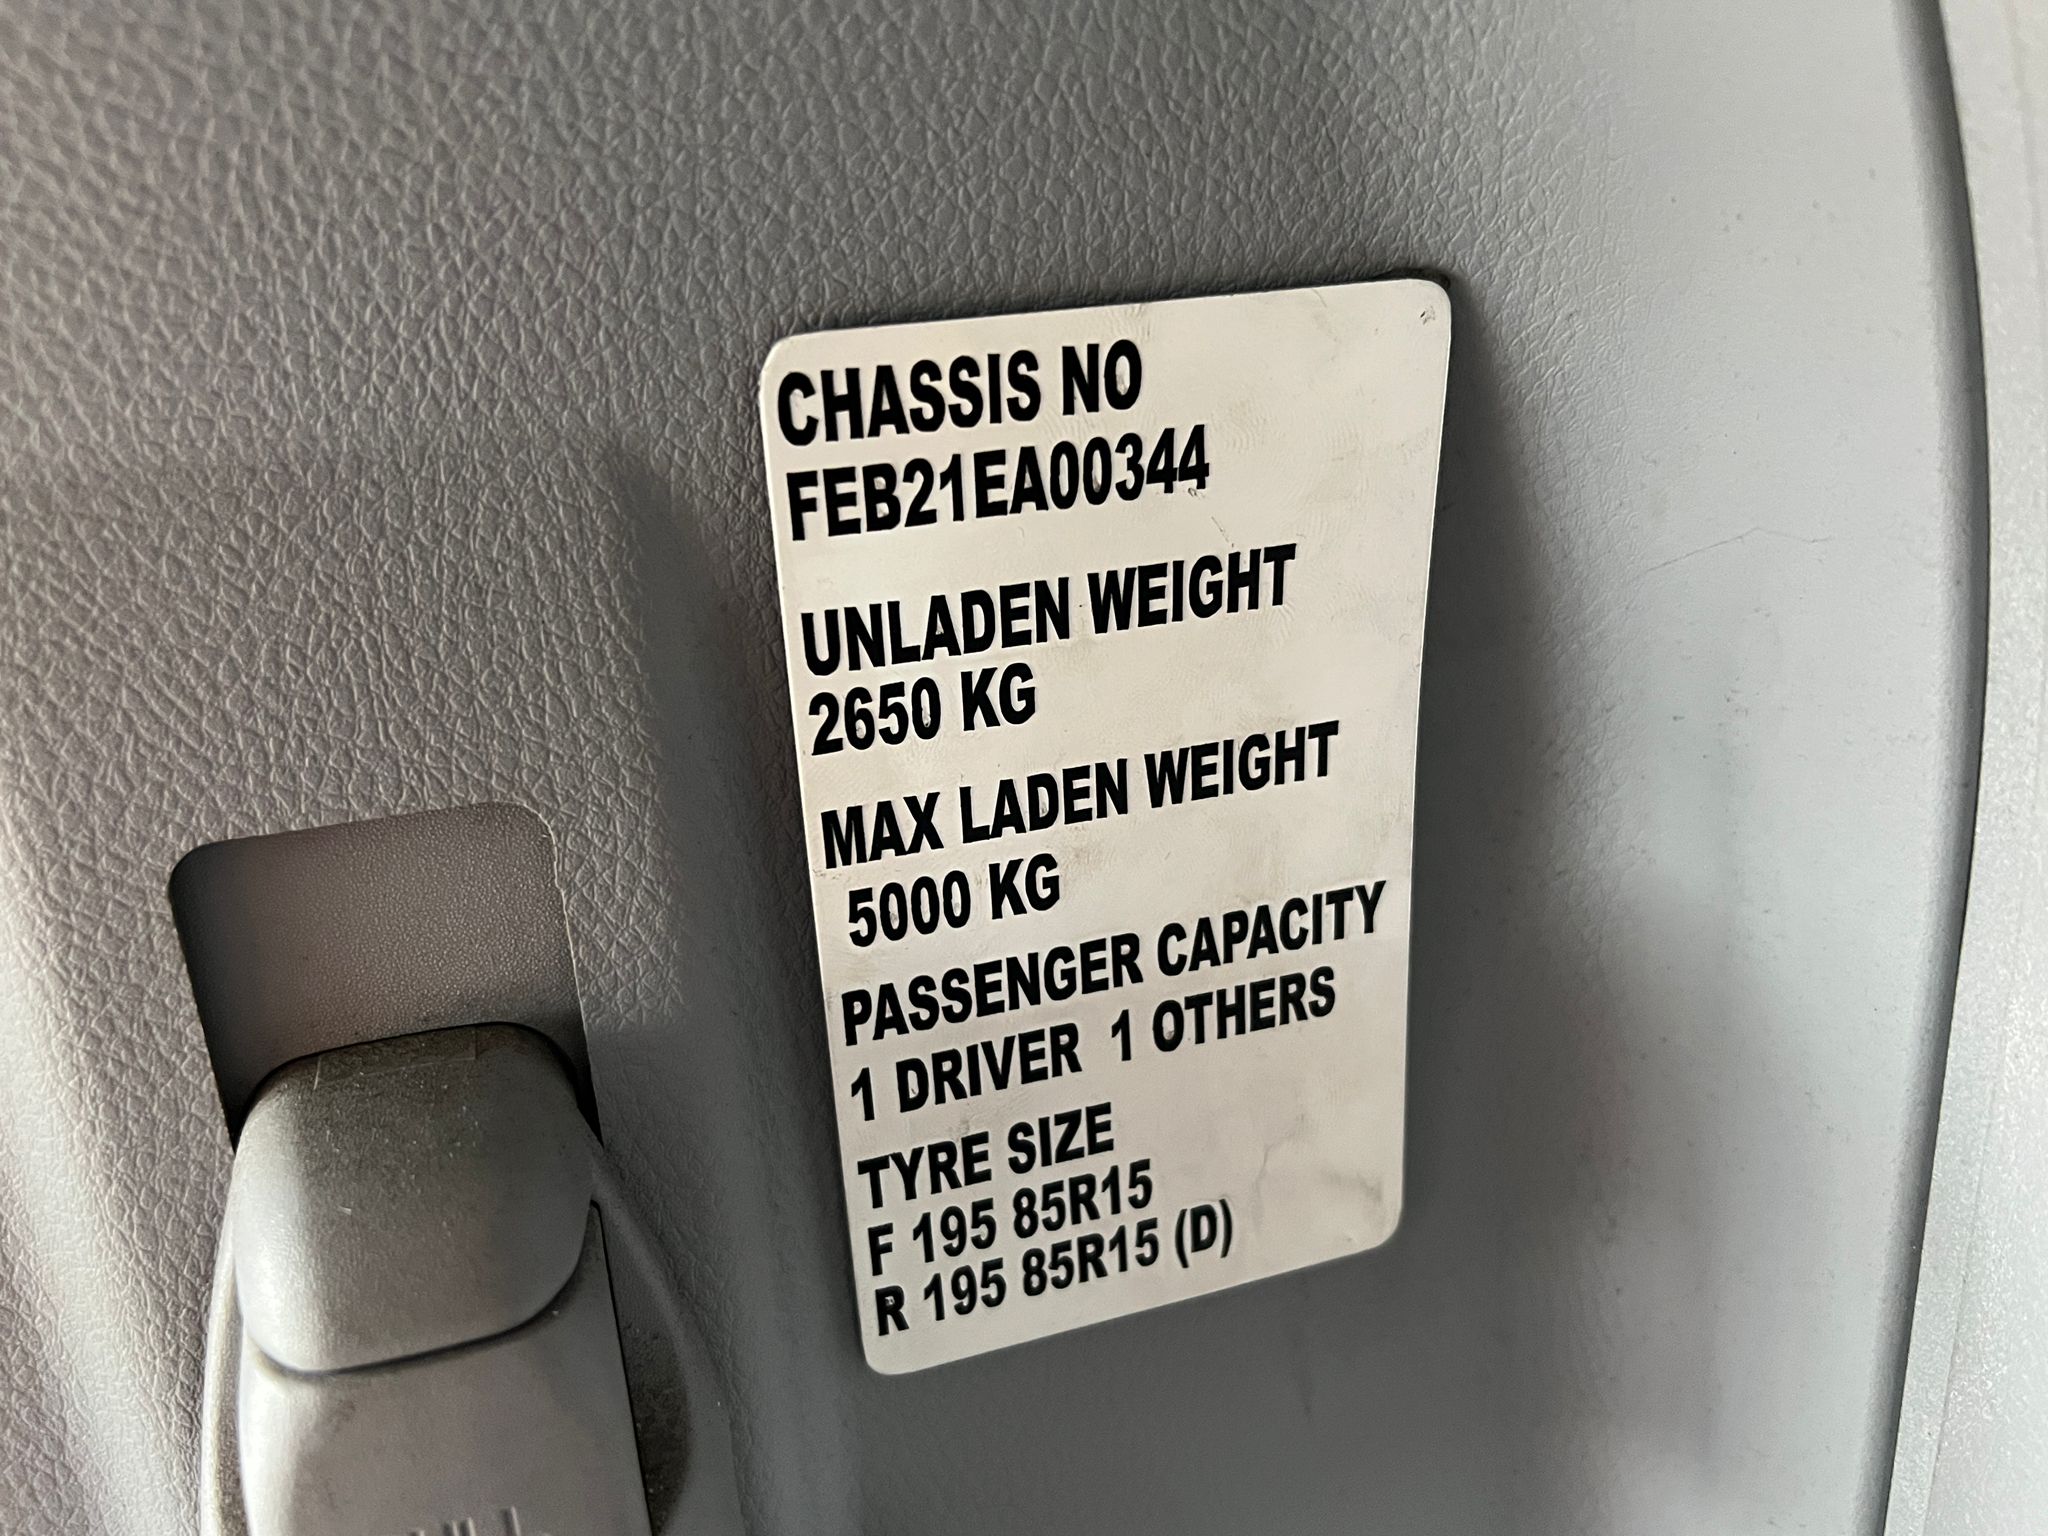 CHASSIS NO
FEB21EA00344
UNLADEN WEIGHT
2650 KG
MAX LADEN WEIGHT
5000 KG
PASSENGER CAPACITY
1 DRIVER 1 OTHERS
TYRE SIZE
F 195 85R15
R 195 85R15 (D)